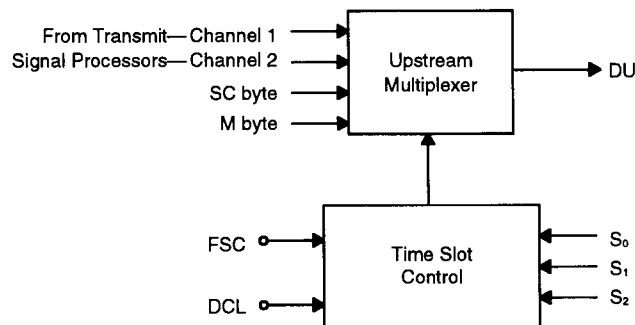 From Transmit— Channel 1
Signal Processors— Channel 2
SC byte
M byte
Upstream
Multiplexer
DU
FSC
DCL
Time Slot
Control
S₀
S₁
S₂